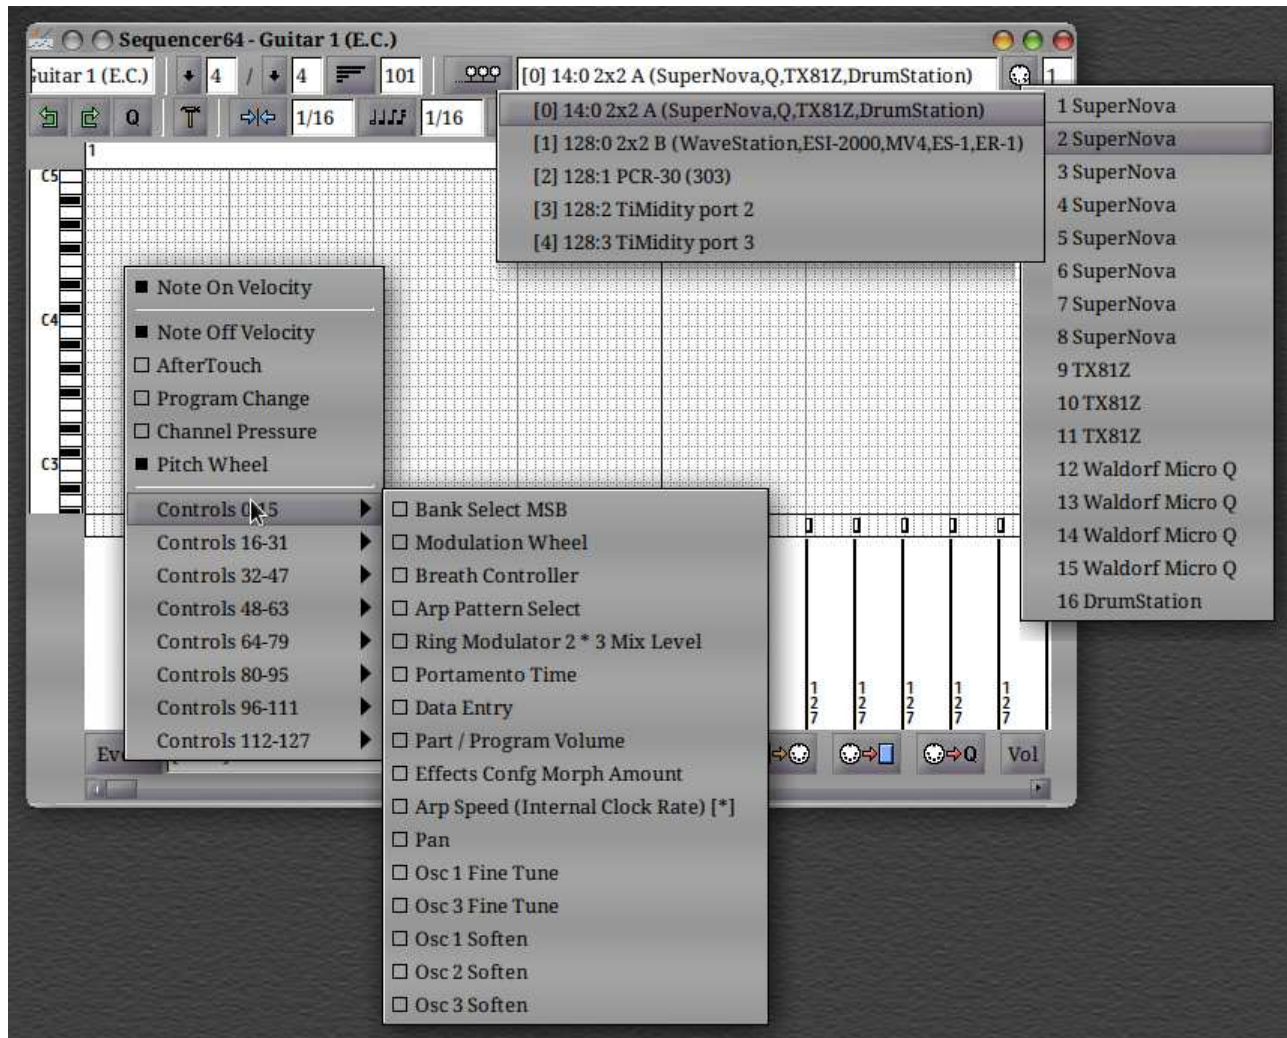 Sequencer64 - Guitar 1 (E.C.)
Guitar 1 (E.C.) 4 / 4 101 [0] 14:0 2x2 A (SuperNova,Q,TX81Z,DrumStation) 1
Q 1/16 1/16
[0] 14:0 2x2 A (SuperNova,Q,TX81Z,DrumStation)
[1] 128:0 2x2 B (WaveStation,ESI-2000,MV4,ES-1,ER-1)
[2] 128:1 PCR-30 (303)
[3] 128:2 TiMidity port 2
[4] 128:3 TiMidity port 3
1 SuperNova
2 SuperNova
3 SuperNova
4 SuperNova
5 SuperNova
6 SuperNova
7 SuperNova
8 SuperNova
9 TX81Z
10 TX81Z
11 TX81Z
12 Waldorf Micro Q
13 Waldorf Micro Q
14 Waldorf Micro Q
15 Waldorf Micro Q
16 DrumStation
1
C5
C4
C3
Note On Velocity
Note Off Velocity
AfterTouch
Program Change
Channel Pressure
Pitch Wheel
Controls 0-15
Controls 16-31
Controls 32-47
Controls 48-63
Controls 64-79
Controls 80-95
Controls 96-111
Controls 112-127
Bank Select MSB
Modulation Wheel
Breath Controller
Arp Pattern Select
Ring Modulator 2 * 3 Mix Level
Portamento Time
Data Entry
Part / Program Volume
Effects Confg Morph Amount
Arp Speed (Internal Clock Rate) [*]
Pan
Osc 1 Fine Tune
Osc 3 Fine Tune
Osc 1 Soften
Osc 2 Soften
Osc 3 Soften
127 127 127 127 127
Q Vol